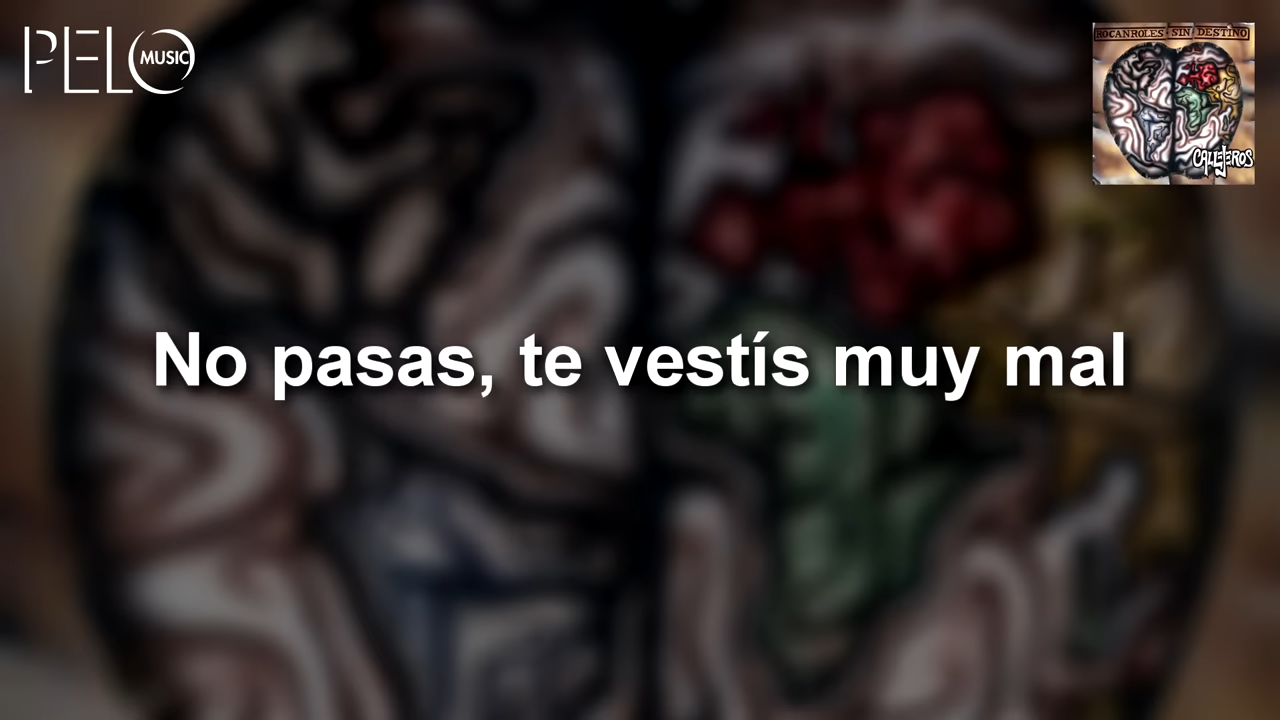 PELO MUSIC
ROCANROLES SIN DESTINO
CALLEJEROS
No pasas, te vestís muy mal